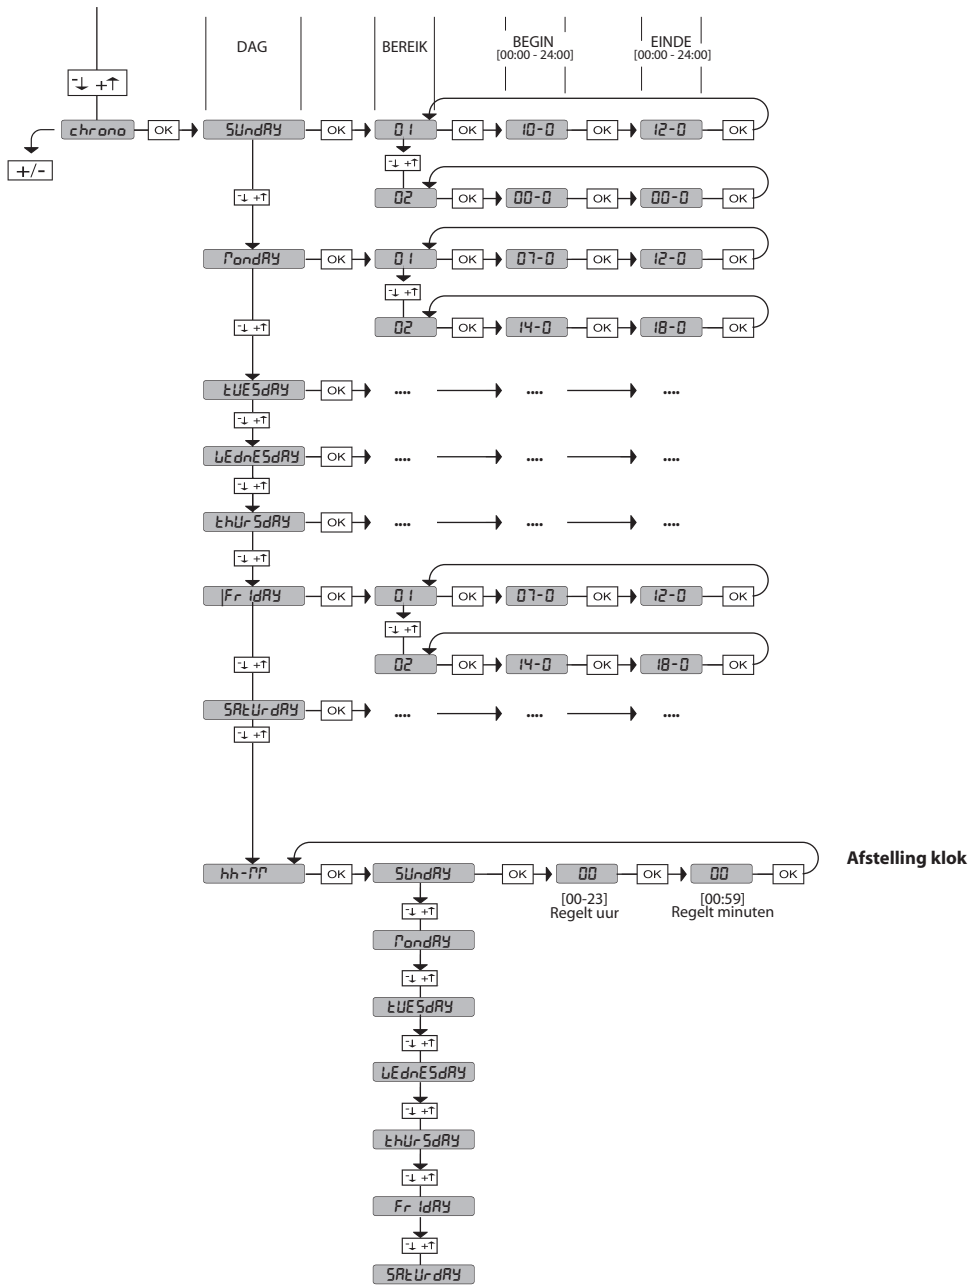 DAG BEREIK BEGIN EINDE
[00:00 - 24:00] [00:00 - 24:00]
-↓ +↑
chrono OK SUndAY OK 01 OK 10-0 OK 12-0 OK
+/-
-↓ +↑
-↓ +↑ 02 OK 00-0 OK 00-0 OK
MondAY OK 01 OK 07-0 OK 12-0 OK
-↓ +↑
-↓ +↑ 02 OK 14-0 OK 18-0 OK
tUESdAY OK .... .... ....
-↓ +↑
WEdnESdAY OK .... .... ....
-↓ +↑
thUrSdAY OK .... .... ....
-↓ +↑
FrIdAY OK 01 OK 07-0 OK 12-0 OK
-↓ +↑
-↓ +↑ 02 OK 14-0 OK 18-0 OK
SAtUrdAY OK .... .... ....
-↓ +↑
Afstelling klok
hh-MM OK SUndAY OK 00 OK 00 OK
[00-23] [00:59]
Regelt uur Regelt minuten
-↓ +↑
MondAY
-↓ +↑
tUESdAY
-↓ +↑
WEdnESdAY
-↓ +↑
thUrSdAY
-↓ +↑
FrIdAY
-↓ +↑
SAtUrdAY